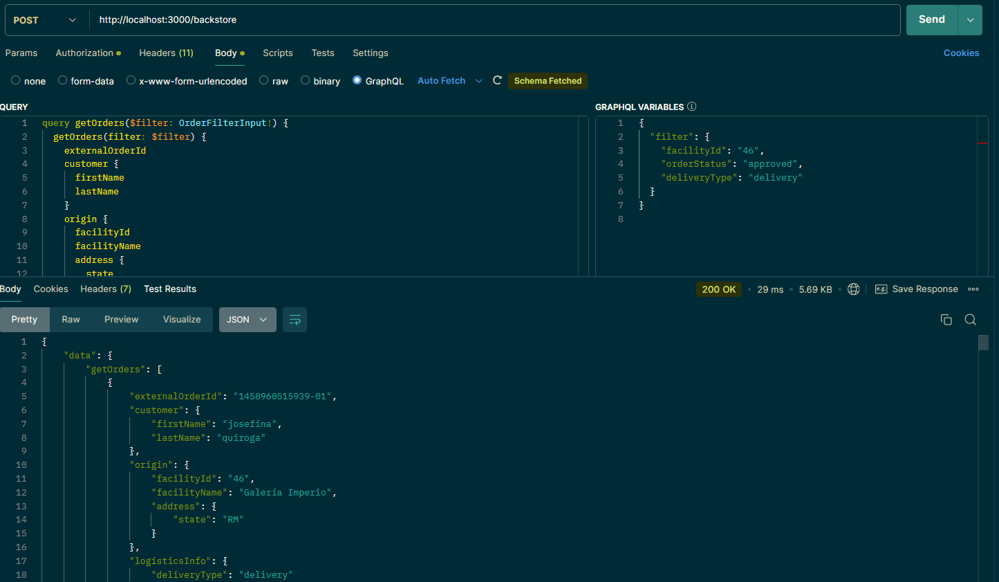 POST http://localhost:3000/backstore Send
Params Authorization Headers (11) Body Scripts Tests Settings Cookies
none form-data x-www-form-urlencoded raw binary GraphQL Auto Fetch Schema Fetched
QUERY
1 query getOrders($filter: OrderFilterInput!) {
2 getOrders(filter: $filter) {
3 externalOrderId
4 customer {
5 firstName
6 lastName
7 }
8 origin {
9 facilityId
10 facilityName
11 address {
12 state
GRAPHQL VARIABLES
1 {
2 "filter": {
3 "facilityId": "46",
4 "orderStatus": "approved",
5 "deliveryType": "delivery"
6 }
7 }
8
Body Cookies Headers (7) Test Results 200 OK 29 ms 5.69 KB e.g. Save Response
Pretty Raw Preview Visualize JSON
1 {
2 "data": {
3 "getOrders": [
4 {
5 "externalOrderId": "1458960515939-01",
6 "customer": {
7 "firstName": "josefina",
8 "lastName": "quiroga"
9 },
10 "origin": {
11 "facilityId": "46",
12 "facilityName": "Galería Imperio",
13 "address": {
14 "state": "RM"
15 }
16 },
17 "logisticsInfo": {
18 "deliveryType": "delivery"